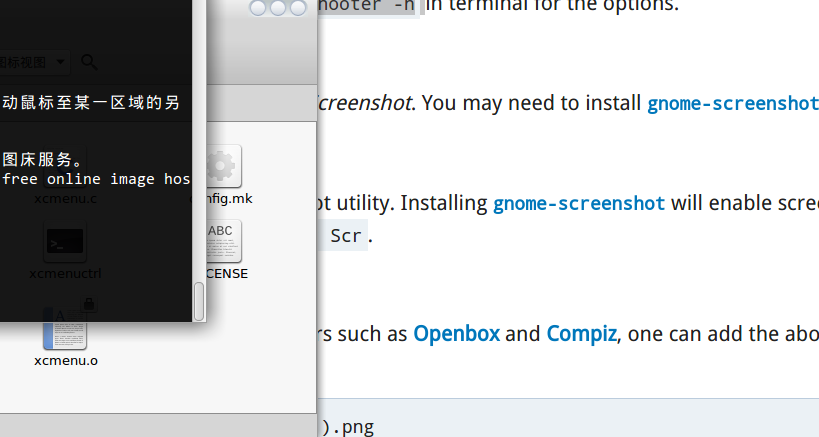 hooter -h in terminal for the options.
图标视图
动鼠标至某一区域的另
creenshot. You may need to install gnome-screenshot
图床服务。
free online image hos
xcmenu.c
nfig.mk
ot utility. Installing gnome-screenshot will enable scree
Scr.
ABC
xcmenuctrl
CENSE
rs such as Openbox and Compiz, one can add the abo
xcmenu.o
).png